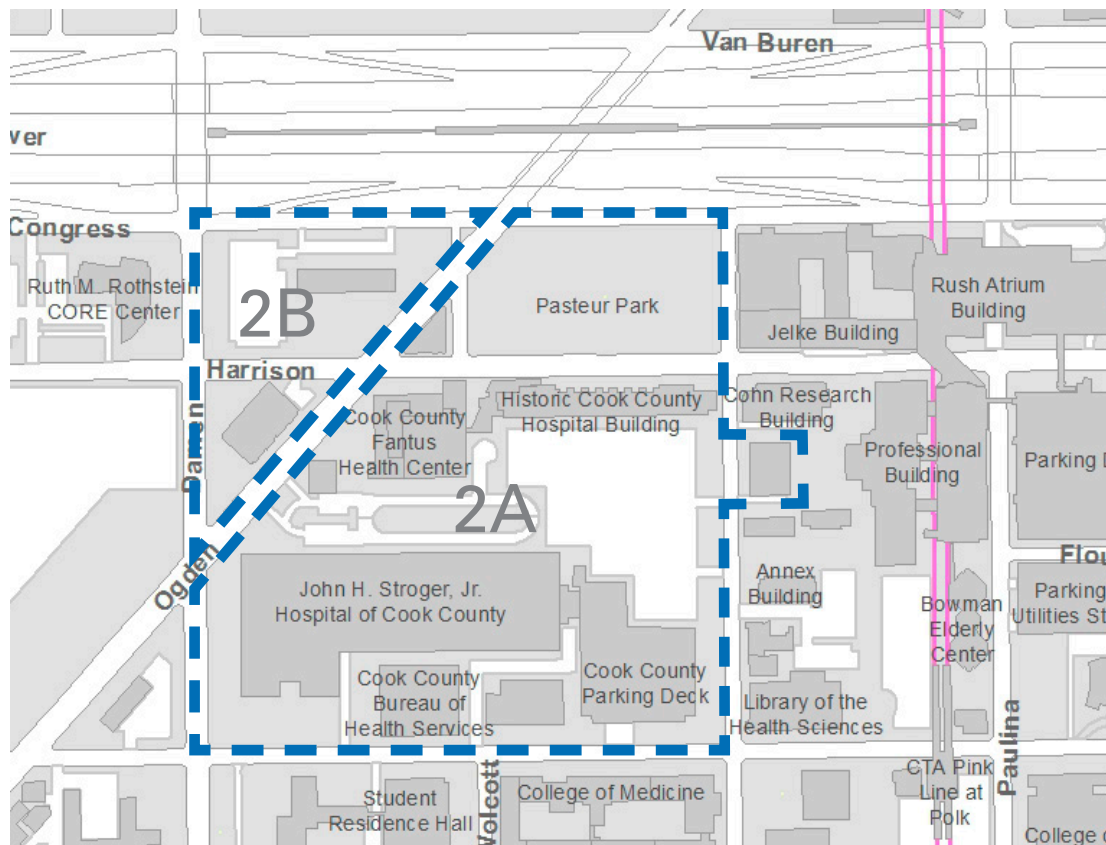 Van Buren
ver
Congress
Ruth M. Rothstein
CORE Center
2B
Pasteur Park
Rush Atrium
Building
Jelke Building
Harrison
Damen
Cook County
Fantus
Health Center
Historic Cook County
Hospital Building
Cohn Research
Building
Professional
Building
Parking D
2A
Ogden
John H. Stroger, Jr.
Hospital of Cook County
Annex
Building
Flou
Bowman
Elderly
Center
Parking
Utilities St
Cook County
Bureau of
Health Services
Cook County
Parking Deck
Library of the
Health Sciences
Paulina
Wolcott
CTA Pink
Line at
Polk
Student
Residence Hall
College of Medicine
College o